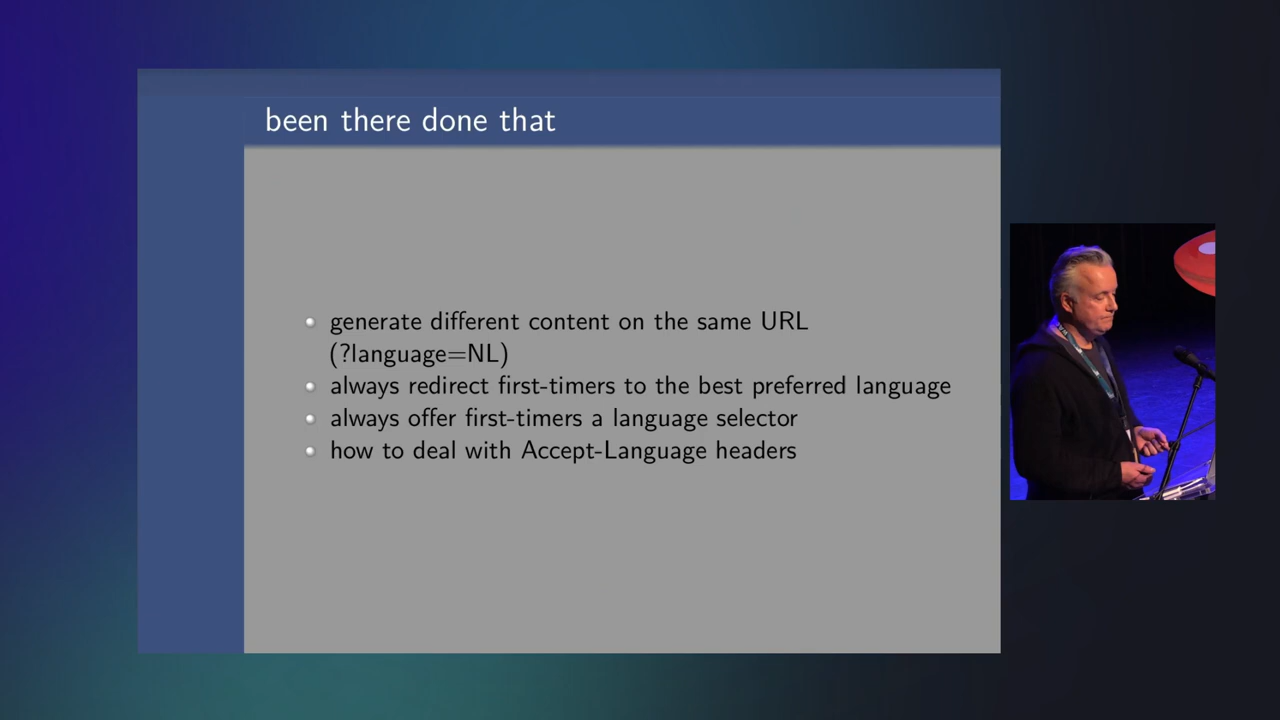 been there done that
generate different content on the same URL
(?language=NL)
always redirect first-timers to the best preferred language
always offer first-timers a language selector
how to deal with Accept-Language headers